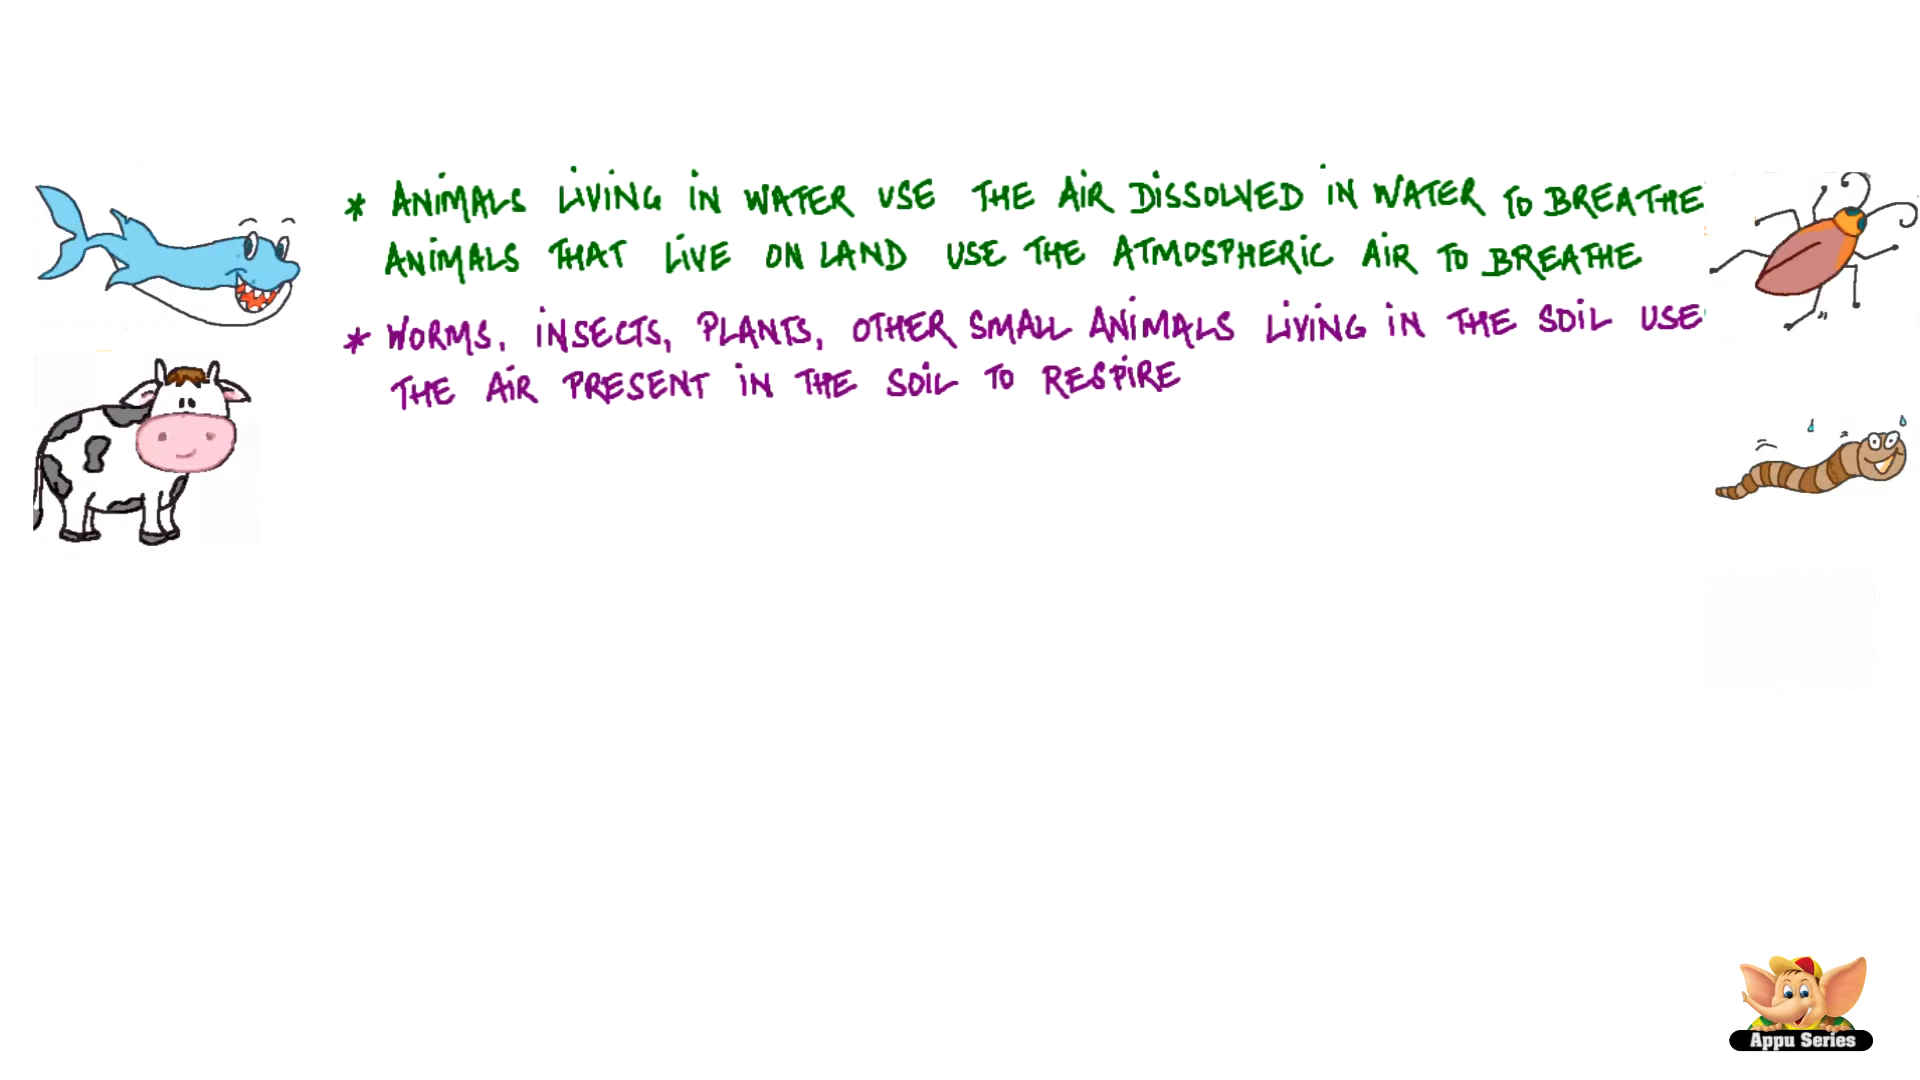 * ANIMALS LIVING IN WATER USE THE AIR DISSOLVED IN WATER TO BREATHE
ANIMALS THAT LIVE ON LAND USE THE ATMOSPHERIC AIR TO BREATHE
* WORMS, INSECTS, PLANTS, OTHER SMALL ANIMALS LIVING IN THE SOIL USE
THE AIR PRESENT IN THE SOIL TO RESPIRE
Appu Series